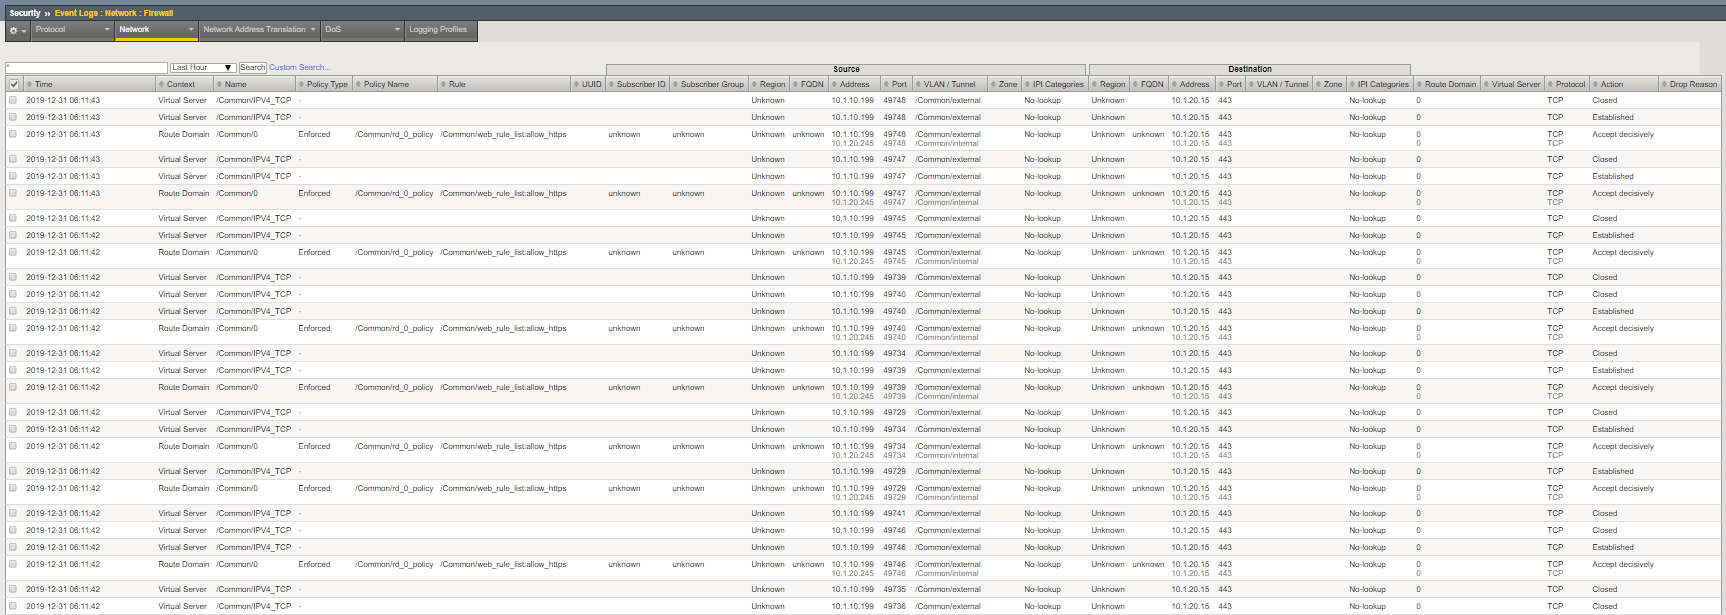 Security » Event Logs : Network : Firewall
Protocol Network Network Address Translation DoS Logging Profiles
* Last Hour Search Custom Search...
Source Destination
Time Context Name Policy Type Policy Name Rule UUID Subscriber ID Subscriber Group Region FQDN Address Port VLAN / Tunnel Zone IPI Categories Region FQDN Address Port VLAN / Tunnel Zone IPI Categories Route Domain Virtual Server Protocol Action Drop Reason
2019-12-31 06:11:43 Virtual Server /Common/IPV4_TCP - Unknown 10.1.10.199 49748 /Common/external No-lookup Unknown 10.1.20.15 443 No-lookup 0 TCP Closed
2019-12-31 06:11:43 Virtual Server /Common/IPV4_TCP - Unknown 10.1.10.199 49748 /Common/external No-lookup Unknown 10.1.20.15 443 No-lookup 0 TCP Established
2019-12-31 06:11:43 Route Domain /Common/0 Enforced /Common/rd_0_policy /Common/web_rule_list:allow_https unknown unknown Unknown unknown 10.1.10.199 49748 /Common/external No-lookup Unknown unknown 10.1.20.15 443 No-lookup 0 TCP Accept decisively
10.1.20.245 49748 /Common/internal 10.1.20.15 443 0 TCP
2019-12-31 06:11:43 Virtual Server /Common/IPV4_TCP - Unknown 10.1.10.199 49747 /Common/external No-lookup Unknown 10.1.20.15 443 No-lookup 0 TCP Closed
2019-12-31 06:11:43 Virtual Server /Common/IPV4_TCP - Unknown 10.1.10.199 49747 /Common/external No-lookup Unknown 10.1.20.15 443 No-lookup 0 TCP Established
2019-12-31 06:11:43 Route Domain /Common/0 Enforced /Common/rd_0_policy /Common/web_rule_list:allow_https unknown unknown Unknown unknown 10.1.10.199 49747 /Common/external No-lookup Unknown unknown 10.1.20.15 443 No-lookup 0 TCP Accept decisively
10.1.20.245 49747 /Common/internal 10.1.20.15 443 0 TCP
2019-12-31 06:11:42 Virtual Server /Common/IPV4_TCP - Unknown 10.1.10.199 49745 /Common/external No-lookup Unknown 10.1.20.15 443 No-lookup 0 TCP Closed
2019-12-31 06:11:42 Virtual Server /Common/IPV4_TCP - Unknown 10.1.10.199 49745 /Common/external No-lookup Unknown 10.1.20.15 443 No-lookup 0 TCP Established
2019-12-31 06:11:42 Route Domain /Common/0 Enforced /Common/rd_0_policy /Common/web_rule_list:allow_https unknown unknown Unknown unknown 10.1.10.199 49745 /Common/external No-lookup Unknown unknown 10.1.20.15 443 No-lookup 0 TCP Accept decisively
10.1.20.245 49745 /Common/internal 10.1.20.15 443 0 TCP
2019-12-31 06:11:42 Virtual Server /Common/IPV4_TCP - Unknown 10.1.10.199 49739 /Common/external No-lookup Unknown 10.1.20.15 443 No-lookup 0 TCP Closed
2019-12-31 06:11:42 Virtual Server /Common/IPV4_TCP - Unknown 10.1.10.199 49740 /Common/external No-lookup Unknown 10.1.20.15 443 No-lookup 0 TCP Closed
2019-12-31 06:11:42 Virtual Server /Common/IPV4_TCP - Unknown 10.1.10.199 49740 /Common/external No-lookup Unknown 10.1.20.15 443 No-lookup 0 TCP Established
2019-12-31 06:11:42 Route Domain /Common/0 Enforced /Common/rd_0_policy /Common/web_rule_list:allow_https unknown unknown Unknown unknown 10.1.10.199 49740 /Common/external No-lookup Unknown unknown 10.1.20.15 443 No-lookup 0 TCP Accept decisively
10.1.20.245 49740 /Common/internal 10.1.20.15 443 0 TCP
2019-12-31 06:11:42 Virtual Server /Common/IPV4_TCP - Unknown 10.1.10.199 49734 /Common/external No-lookup Unknown 10.1.20.15 443 No-lookup 0 TCP Closed
2019-12-31 06:11:42 Virtual Server /Common/IPV4_TCP - Unknown 10.1.10.199 49739 /Common/external No-lookup Unknown 10.1.20.15 443 No-lookup 0 TCP Established
2019-12-31 06:11:42 Route Domain /Common/0 Enforced /Common/rd_0_policy /Common/web_rule_list:allow_https unknown unknown Unknown unknown 10.1.10.199 49739 /Common/external No-lookup Unknown unknown 10.1.20.15 443 No-lookup 0 TCP Accept decisively
10.1.20.245 49739 /Common/internal 10.1.20.15 443 0 TCP
2019-12-31 06:11:42 Virtual Server /Common/IPV4_TCP - Unknown 10.1.10.199 49729 /Common/external No-lookup Unknown 10.1.20.15 443 No-lookup 0 TCP Closed
2019-12-31 06:11:42 Virtual Server /Common/IPV4_TCP - Unknown 10.1.10.199 49734 /Common/external No-lookup Unknown 10.1.20.15 443 No-lookup 0 TCP Established
2019-12-31 06:11:42 Route Domain /Common/0 Enforced /Common/rd_0_policy /Common/web_rule_list:allow_https unknown unknown Unknown unknown 10.1.10.199 49734 /Common/external No-lookup Unknown unknown 10.1.20.15 443 No-lookup 0 TCP Accept decisively
10.1.20.245 49734 /Common/internal 10.1.20.15 443 0 TCP
2019-12-31 06:11:42 Virtual Server /Common/IPV4_TCP - Unknown 10.1.10.199 49729 /Common/external No-lookup Unknown 10.1.20.15 443 No-lookup 0 TCP Established
2019-12-31 06:11:42 Route Domain /Common/0 Enforced /Common/rd_0_policy /Common/web_rule_list:allow_https unknown unknown Unknown unknown 10.1.10.199 49729 /Common/external No-lookup Unknown unknown 10.1.20.15 443 No-lookup 0 TCP Accept decisively
10.1.20.245 49729 /Common/internal 10.1.20.15 443 0 TCP
2019-12-31 06:11:42 Virtual Server /Common/IPV4_TCP - Unknown 10.1.10.199 49741 /Common/external No-lookup Unknown 10.1.20.15 443 No-lookup 0 TCP Closed
2019-12-31 06:11:42 Virtual Server /Common/IPV4_TCP - Unknown 10.1.10.199 49746 /Common/external No-lookup Unknown 10.1.20.15 443 No-lookup 0 TCP Closed
2019-12-31 06:11:42 Virtual Server /Common/IPV4_TCP - Unknown 10.1.10.199 49746 /Common/external No-lookup Unknown 10.1.20.15 443 No-lookup 0 TCP Established
2019-12-31 06:11:42 Route Domain /Common/0 Enforced /Common/rd_0_policy /Common/web_rule_list:allow_https unknown unknown Unknown unknown 10.1.10.199 49746 /Common/external No-lookup Unknown unknown 10.1.20.15 443 No-lookup 0 TCP Accept decisively
10.1.20.245 49746 /Common/internal 10.1.20.15 443 0 TCP
2019-12-31 06:11:42 Virtual Server /Common/IPV4_TCP - Unknown 10.1.10.199 49735 /Common/external No-lookup Unknown 10.1.20.15 443 No-lookup 0 TCP Closed
2019-12-31 06:11:42 Virtual Server /Common/IPV4_TCP - Unknown 10.1.10.199 49736 /Common/external No-lookup Unknown 10.1.20.15 443 No-lookup 0 TCP Closed